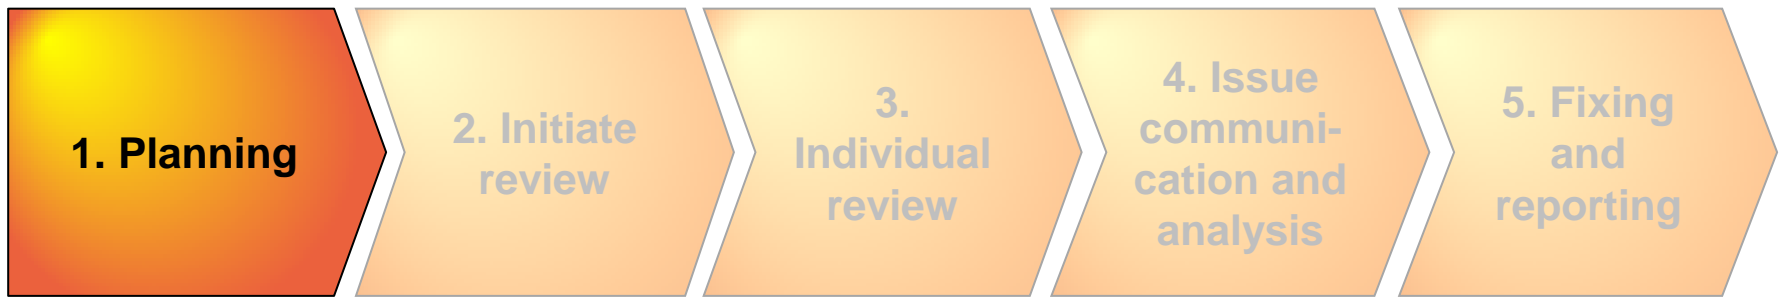 1. Planning
2. Initiate
review
3.
Individual
review
4. Issue
communi-
cation and
analysis
5. Fixing
and
reporting